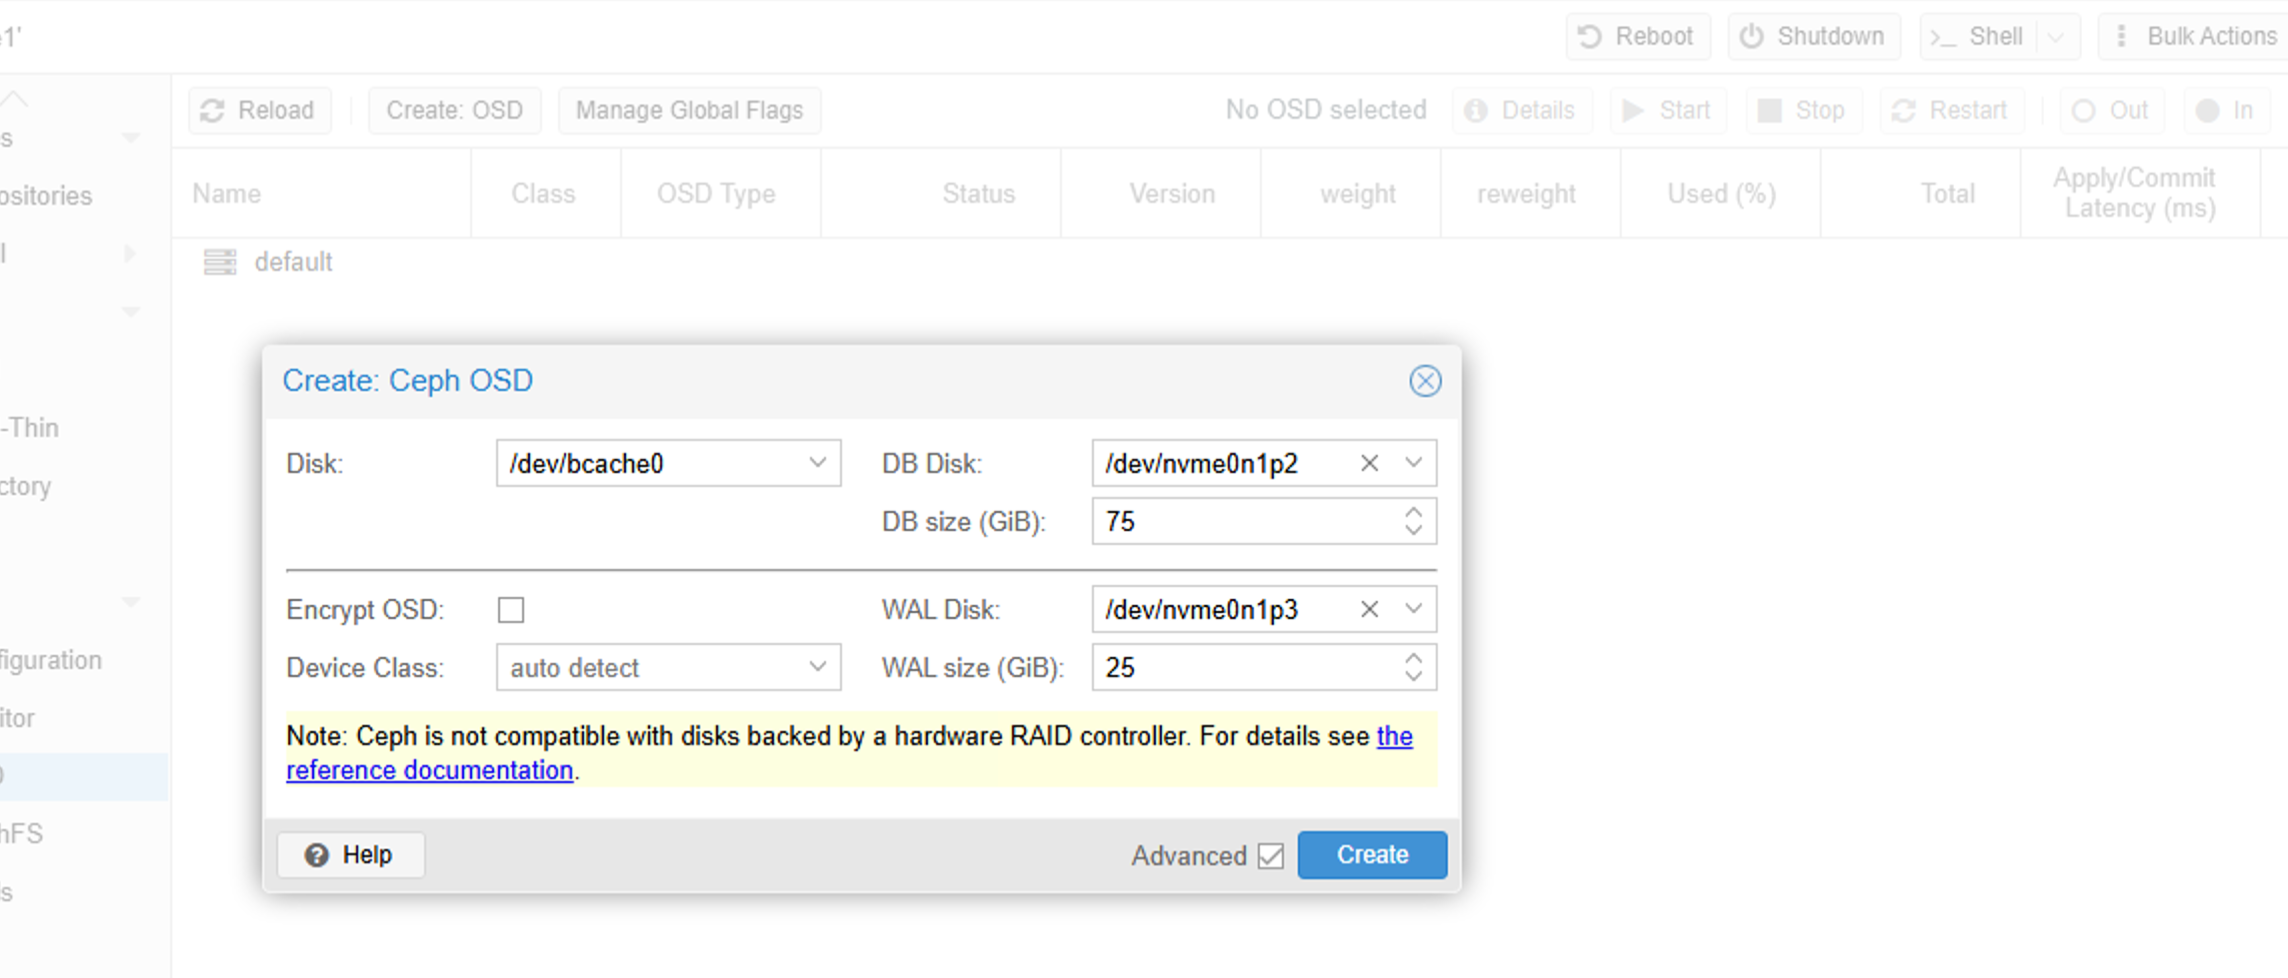 e1'
Reboot
Shutdown
>_ Shell
Bulk Actions
Reload
Create: OSD
Manage Global Flags
No OSD selected
Details
Start
Stop
Restart
Out
In
s
ositories
l
-Thin
ctory
figuration
itor
hFS
s
Name
Class
OSD Type
Status
Version
weight
reweight
Used (%)
Total
Apply/Commit
Latency (ms)
default
Create: Ceph OSD
Disk:
/dev/bcache0
DB Disk:
/dev/nvme0n1p2
DB size (GiB):
75
Encrypt OSD:
WAL Disk:
/dev/nvme0n1p3
Device Class:
auto detect
WAL size (GiB):
25
Note: Ceph is not compatible with disks backed by a hardware RAID controller. For details see the
reference documentation.
Help
Advanced
Create